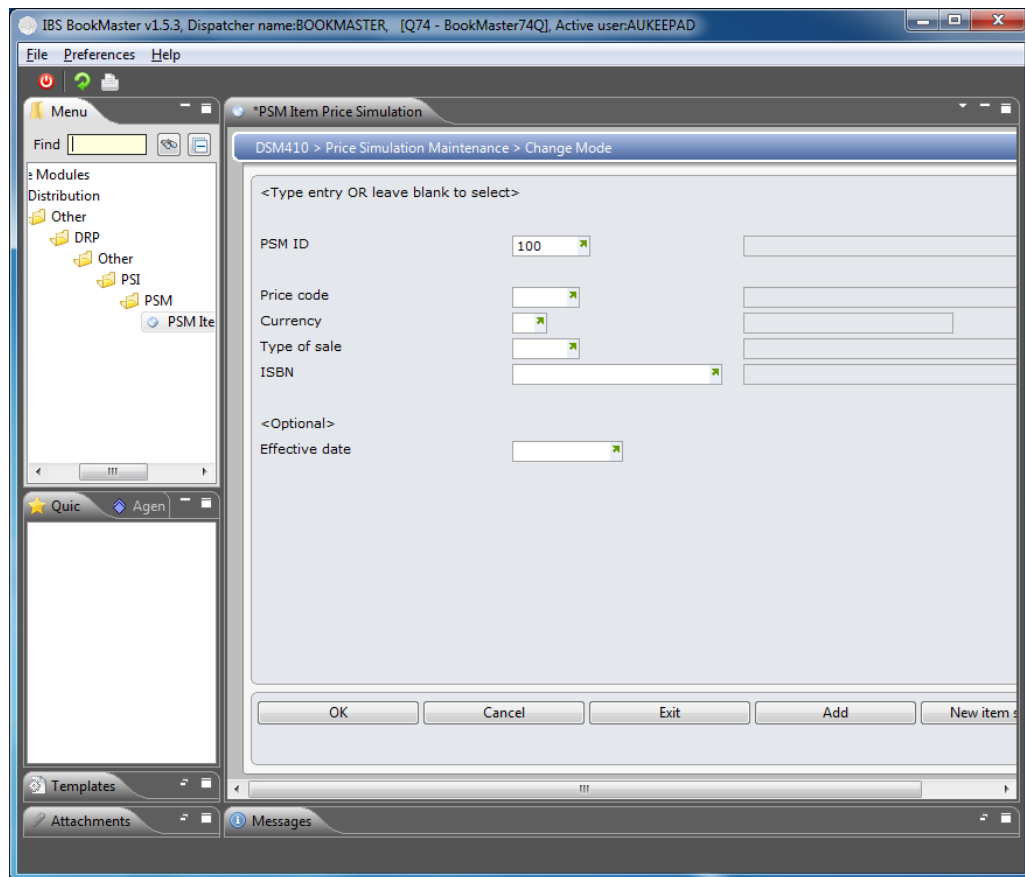 IBS BookMaster v1.5.3, Dispatcher name:BOOKMASTER, [Q74 - BookMaster74Q], Active user:AUKEEPAD
File Preferences Help
Menu
Find
e Modules
Distribution
Other
DRP
Other
PSI
PSM
PSM Ite
Quic Agen
Templates
Attachments
*PSM Item Price Simulation
DSM410 > Price Simulation Maintenance > Change Mode
<Type entry OR leave blank to select>
PSM ID 100
Price code
Currency
Type of sale
ISBN
<Optional>
Effective date
OK Cancel Exit Add New item s
Messages